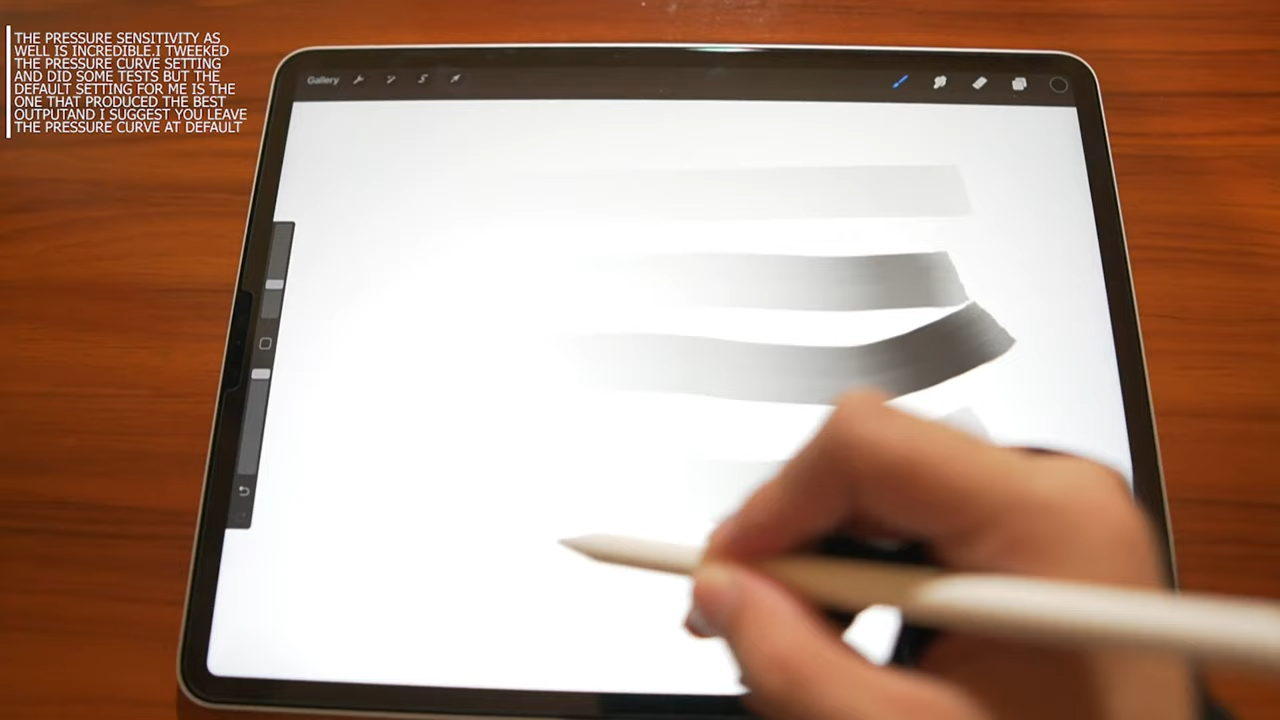 THE PRESSURE SENSITIVITY AS
WELL IS INCREDIBLE.I TWEEKED
THE PRESSURE CURVE SETTING
AND DID SOME TESTS BUT THE
DEFAULT SETTING FOR ME IS THE
ONE THAT PRODUCED THE BEST
OUTPUTAND I SUGGEST YOU LEAVE
THE PRESSURE CURVE AT DEFAULT
Gallery